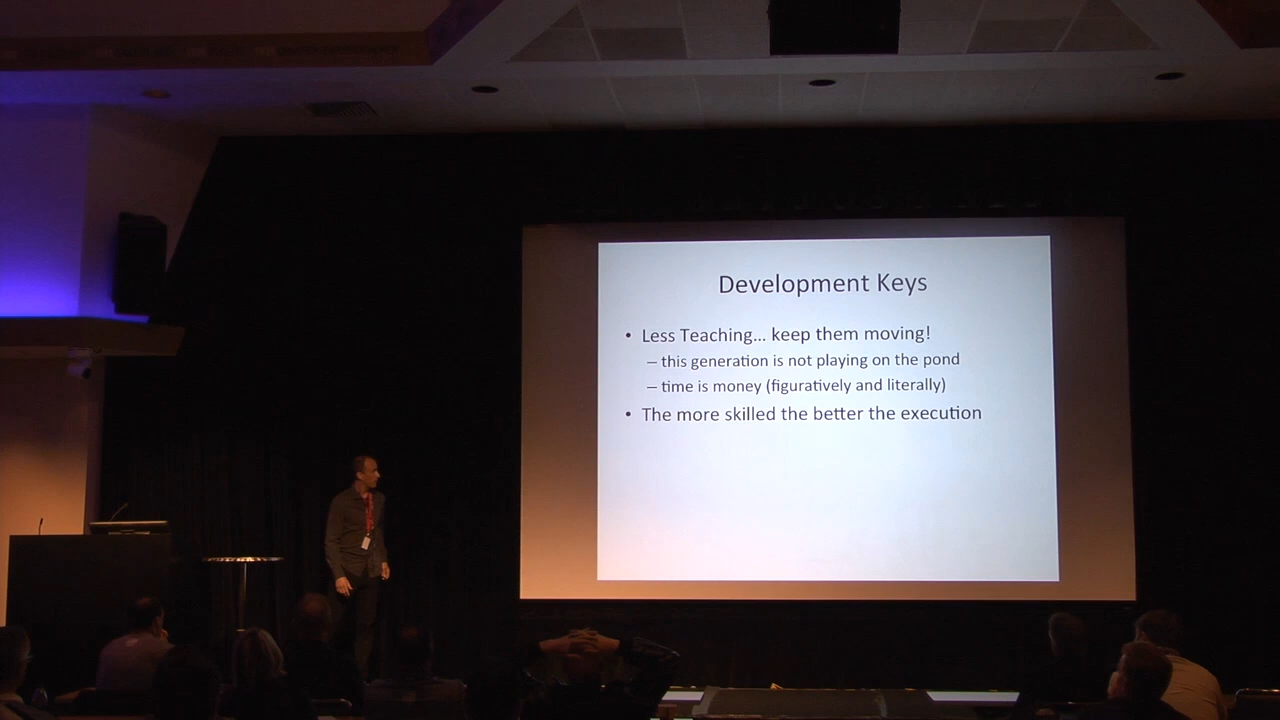 Development Keys
• Less Teaching... keep them moving!
– this generation is not playing on the pond
– time is money (figuratively and literally)
• The more skilled the better the execution